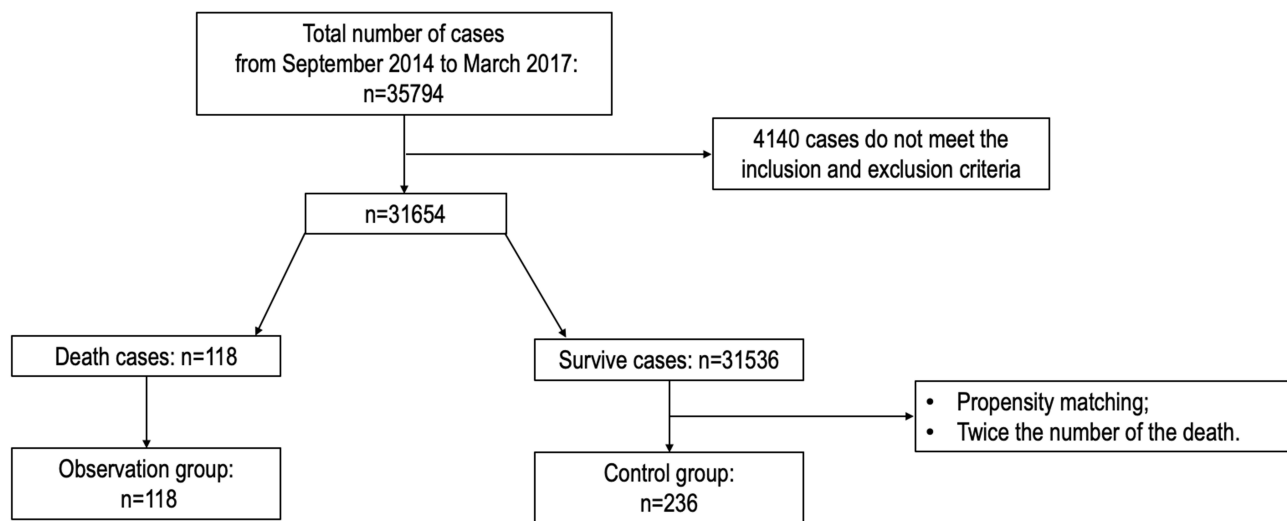 Total number of cases
from September 2014 to March 2017:
n=35794
4140 cases do not meet the
inclusion and exclusion criteria
n=31654
Death cases: n=118
Survive cases: n=31536
• Propensity matching;
• Twice the number of the death.
Observation group:
n=118
Control group:
n=236